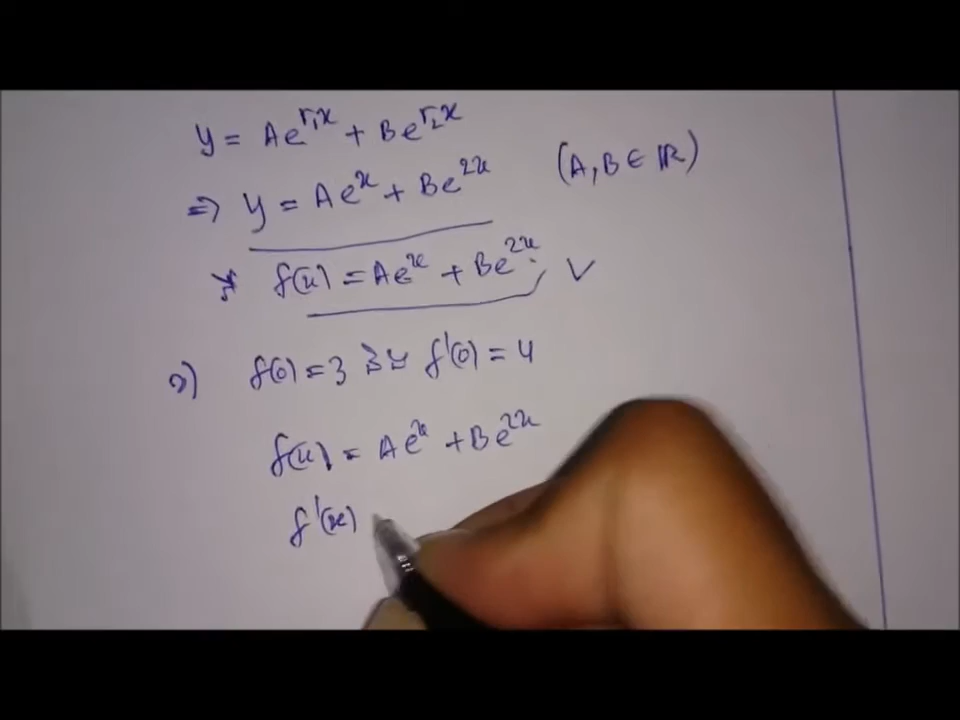 y = Ae^{r₁x} + Be^{r₂x}
⇒ y = Ae^x + Be^{2x} (A, B ∈ ℝ)
f(x) = Ae^x + Be^{2x}
f(0) = 3 f'(0) = 4
f(x) = Ae^x + Be^{2x}
f'(x)